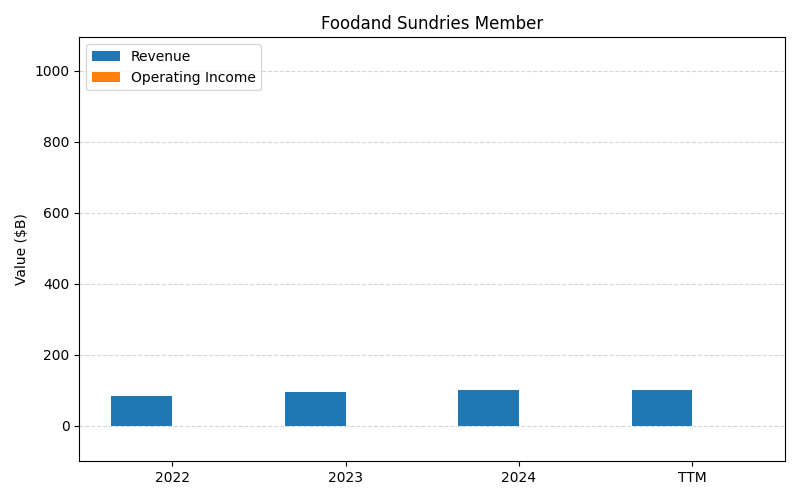 Foodand Sundries Member
Revenue
Operating Income
Value ($B)
1000
800
600
400
200
0
2022
2023
2024
TTM